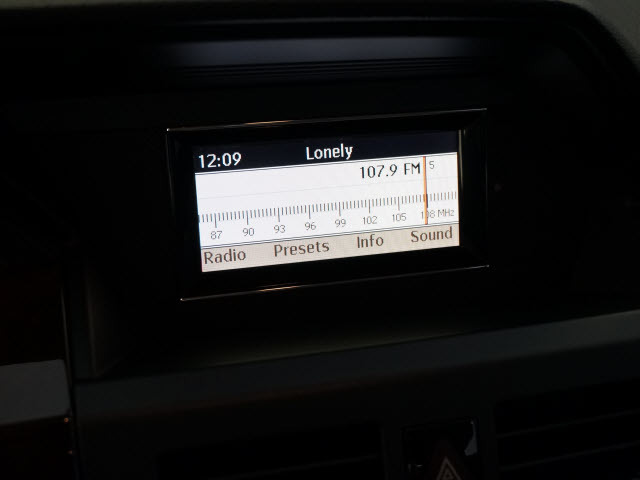 12:09 Lonely
107.9 FM 5
87 90 93 96 99 102 105 108 MHz
Radio Presets Info Sound